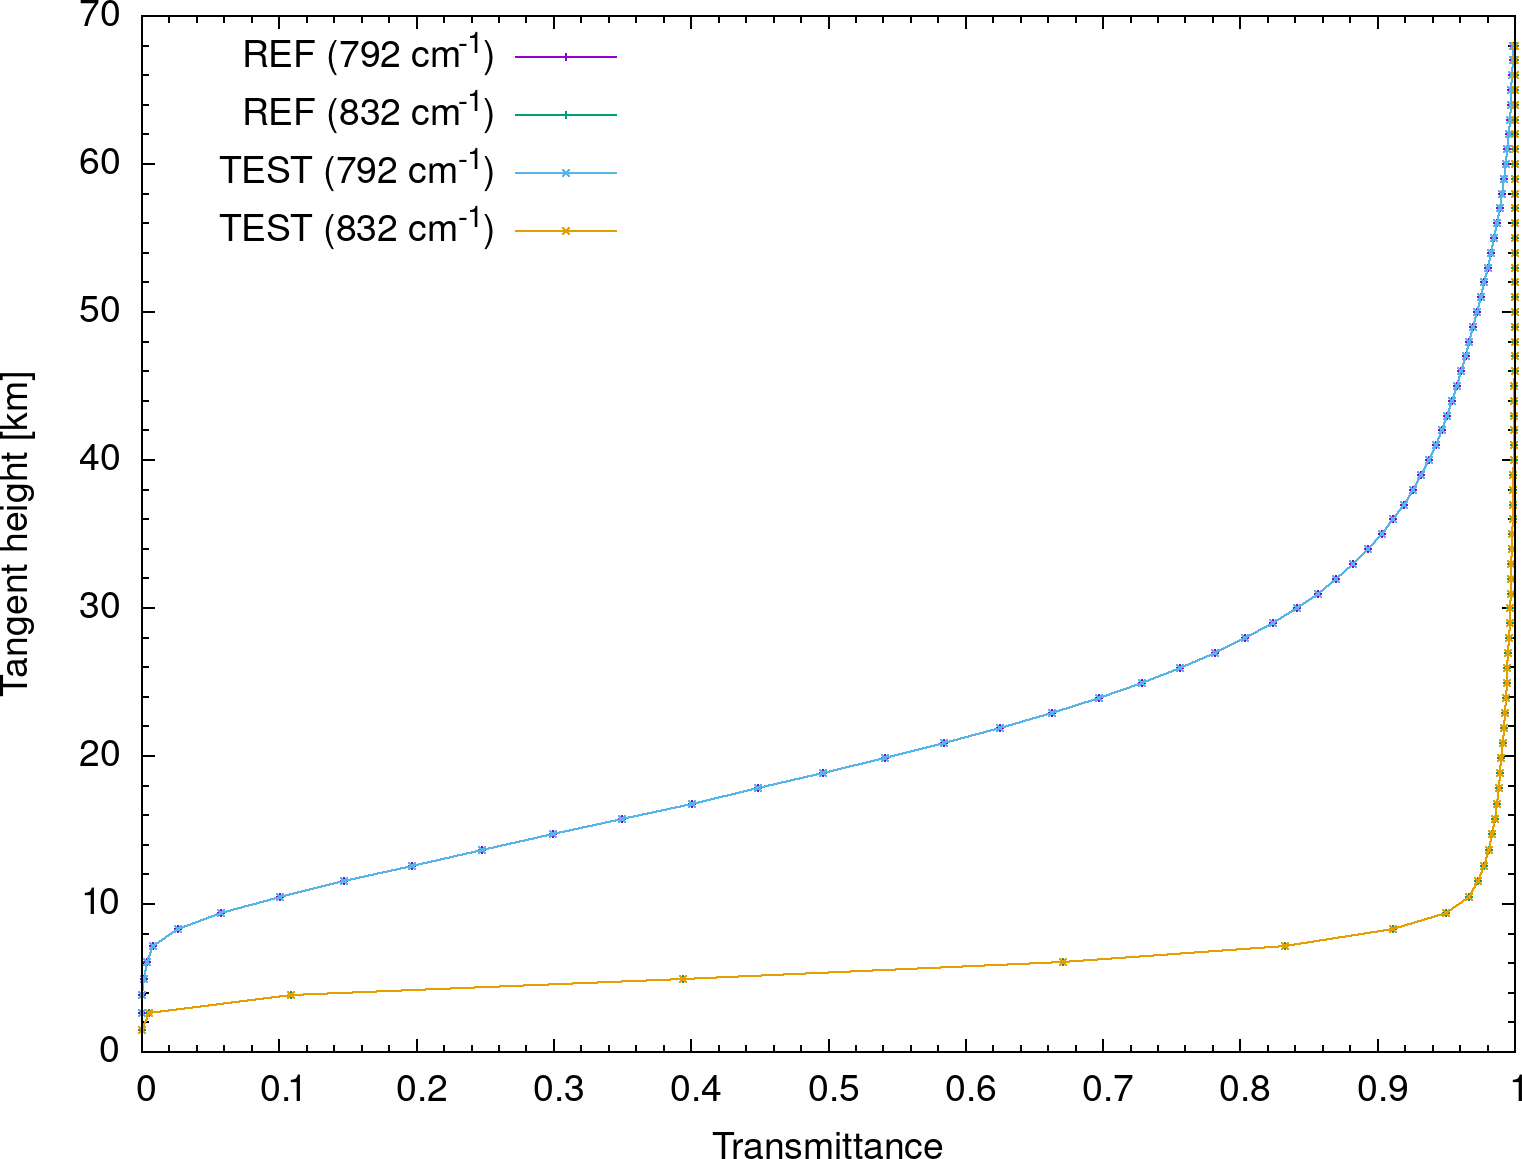 70
60
50
40
30
20
10
0
Tangent height [km]
REF (792 cm⁻¹)
REF (832 cm⁻¹)
TEST (792 cm⁻¹)
TEST (832 cm⁻¹)
0 0.1 0.2 0.3 0.4 0.5 0.6 0.7 0.8 0.9 1
Transmittance